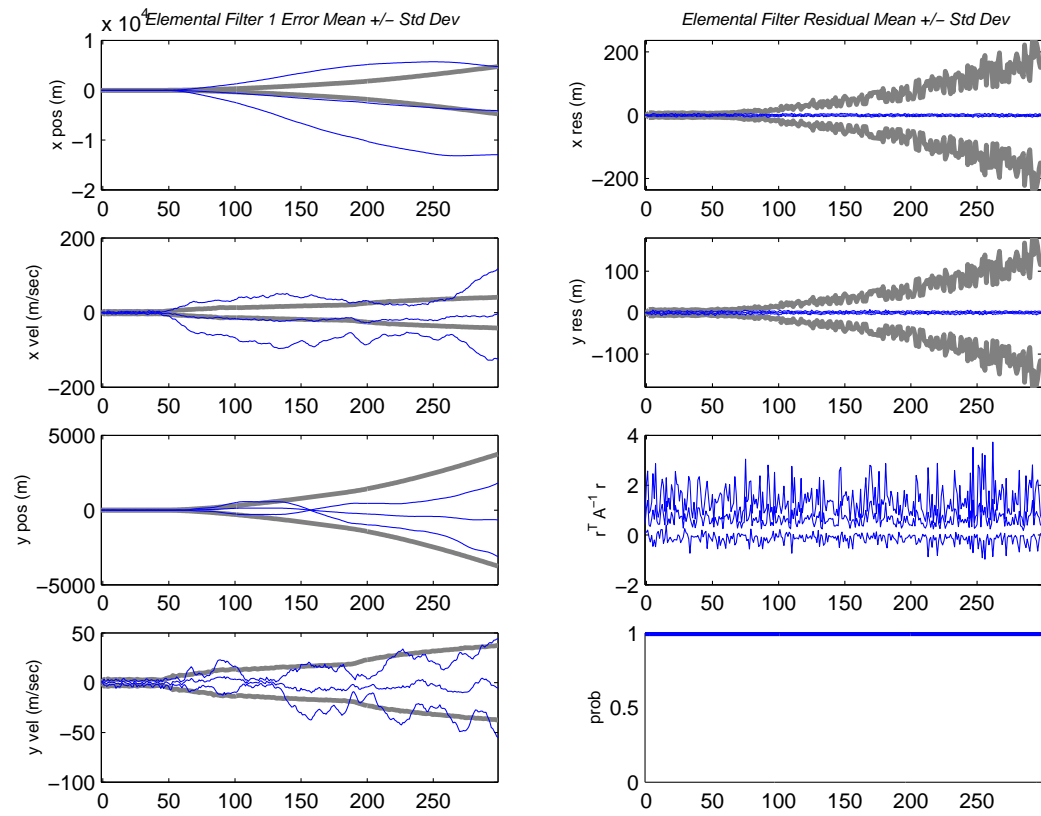 x 10⁴
Elemental Filter 1 Error Mean +/− Std Dev
1
0
−1
−2
x pos (m)
0 50 100 150 200 250
200
0
−200
x vel (m/sec)
0 50 100 150 200 250
5000
0
−5000
y pos (m)
0 50 100 150 200 250
50
0
−50
−100
y vel (m/sec)
0 50 100 150 200 250
Elemental Filter Residual Mean +/− Std Dev
200
0
−200
x res (m)
0 50 100 150 200 250
100
0
−100
y res (m)
0 50 100 150 200 250
4
2
0
−2
rᵀ A⁻¹ r
0 50 100 150 200 250
1
0.5
0
prob
0 50 100 150 200 250